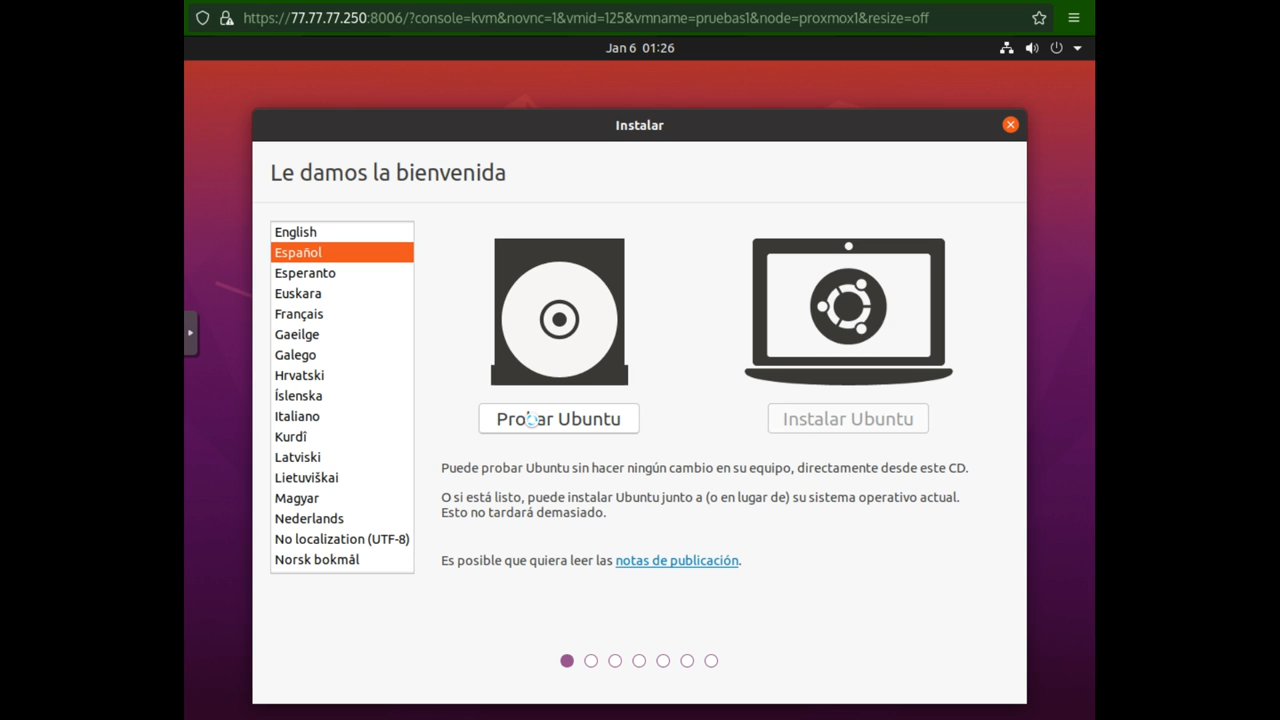 https://77.77.77.250:8006/?console=kvm&novnc=1&vmid=125&vmname=pruebas1&node=proxmox1&resize=off
Jan 6 01:26
Instalar
Le damos la bienvenida
English
Español
Esperanto
Euskara
Français
Gaeilge
Galego
Hrvatski
Íslenska
Italiano
Kurdî
Latviski
Lietuviškai
Magyar
Nederlands
No localization (UTF-8)
Norsk bokmål
Probar Ubuntu
Instalar Ubuntu
Puede probar Ubuntu sin hacer ningún cambio en su equipo, directamente desde este CD.
O si está listo, puede instalar Ubuntu junto a (o en lugar de) su sistema operativo actual.
Esto no tardará demasiado.
Es posible que quiera leer las notas de publicación.